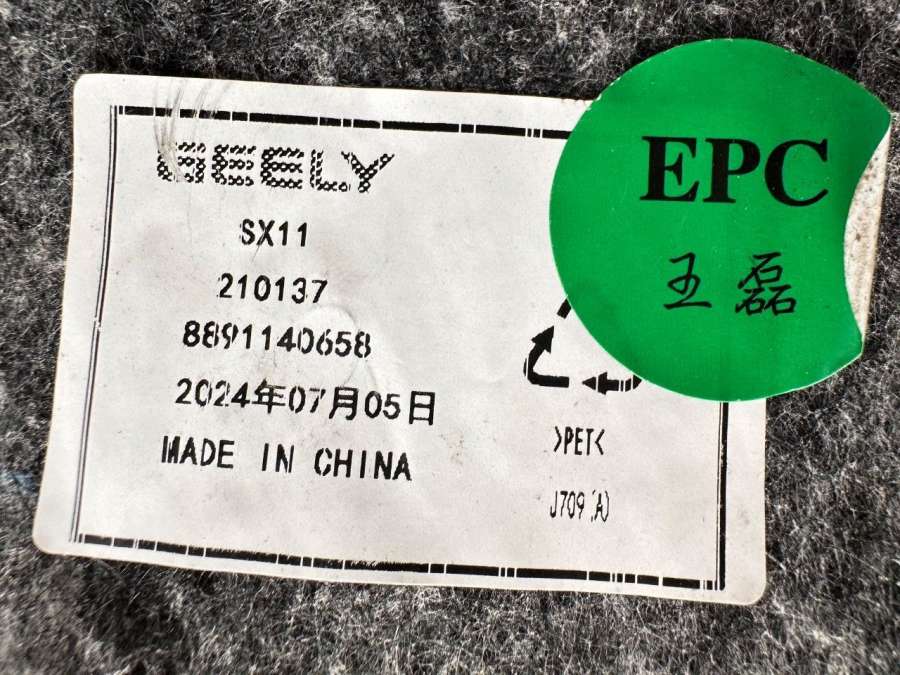 GEELY
SX11
210137
8891140658
2024年07月05日
MADE IN CHINA
EPC
王磊
>PET<
J709(A)